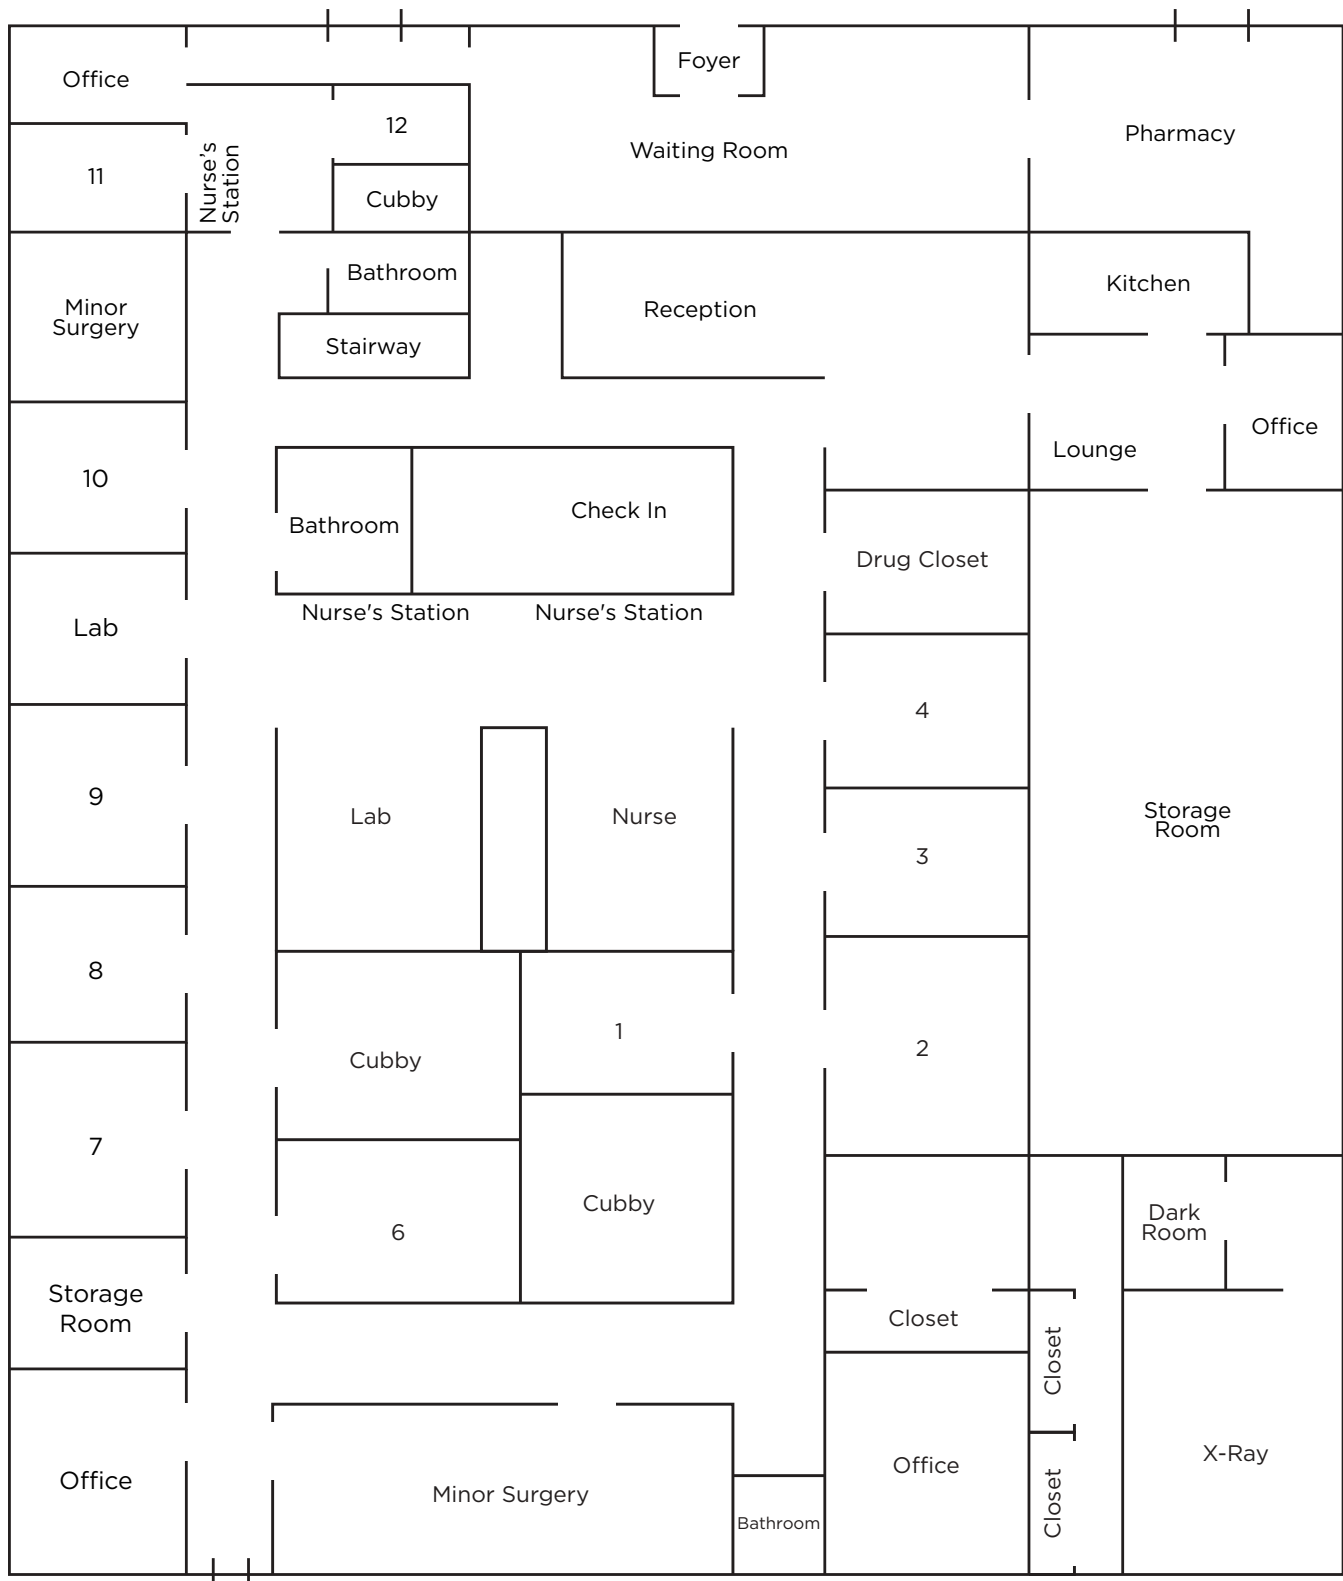 Foyer
Office
12
Pharmacy
Waiting Room
11
Nurse's
Station
Cubby
Bathroom
Kitchen
Minor
Surgery
Reception
Stairway
Office
Lounge
10
Check In
Bathroom
Drug Closet
Nurse's Station
Nurse's Station
Lab
4
9
Lab
Nurse
Storage
Room
3
8
1
2
Cubby
7
Cubby
Dark
Room
6
Storage
Room
Closet
Closet
X-Ray
Office
Office
Minor Surgery
Closet
Bathroom